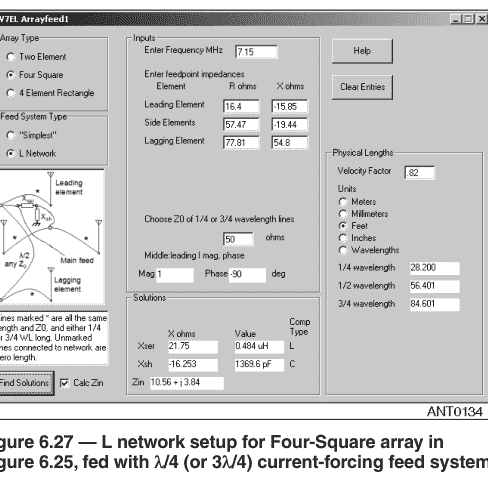 W7EL Arrayfeed1
Array Type
Two Element
Four Square
4 Element Rectangle
Feed System Type
"Simplest"
L Network
Leading element
Xser
Xsh
λ/2 any Z0
Main feed
Lagging element
ines marked * are all the same
ength and Z0, and either 1/4
r 3/4 WL long. Unmarked
nes connected to network are
ero length.
Find Solutions
Calc Zin
Inputs
Enter Frequency MHz 7.15
Enter feedpoint impedances
Element R ohms X ohms
Leading Element 16.4 -15.85
Side Elements 57.47 -19.44
Lagging Element 77.81 54.8
Choose Z0 of 1/4 or 3/4 wavelength lines
50 ohms
Middle:leading I mag, phase
Mag 1 Phase -90 deg
Solutions
X ohms Value Comp Type
Xser 21.75 0.484 uH L
Xsh -16.253 1369.6 pF C
Zin 10.56 + j 3.84
Help
Clear Entries
Physical Lengths
Velocity Factor .82
Units
Meters
Millimeters
Feet
Inches
Wavelengths
1/4 wavelength 28.200
1/2 wavelength 56.401
3/4 wavelength 84.601
ANT0134
gure 6.27 — L network setup for Four-Square array in
gure 6.25, fed with λ/4 (or 3λ/4) current-forcing feed system